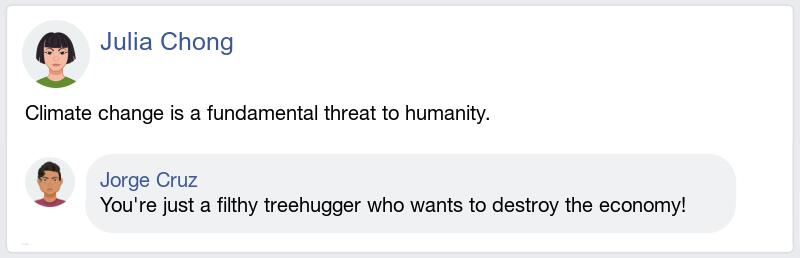 Julia Chong
Climate change is a fundamental threat to humanity.
Jorge Cruz
You're just a filthy treehugger who wants to destroy the economy!